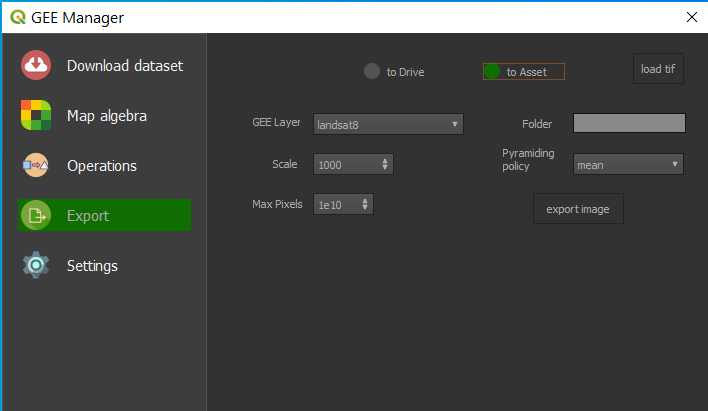 GEE Manager
Download dataset
Map algebra
Operations
Export
Settings
to Drive
to Asset
load tif
GEE Layer
landsat8
Folder
Scale
1000
Pyramiding
policy
mean
Max Pixels
1e10
export image